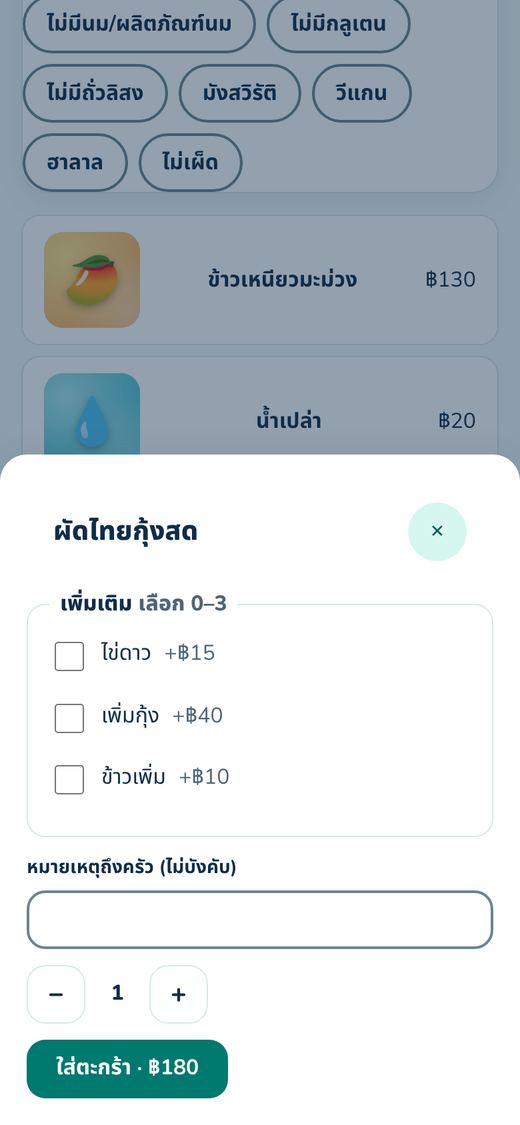 ไม่มีนม/ผลิตภัณฑ์นม ไม่มีกลูเตน
ไม่มีถั่วลิสง มังสวิรัติ วีแกน
ฮาลาล ไม่เผ็ด
ข้าวเหนียวมะม่วง ฿130
น้ำเปล่า ฿20
ผัดไทยกุ้งสด ×
เพิ่มเติม เลือก 0–3
ไข่ดาว +฿15
เพิ่มกุ้ง +฿40
ข้าวเพิ่ม +฿10
หมายเหตุถึงครัว (ไม่บังคับ)
− 1 +
ใส่ตะกร้า · ฿180